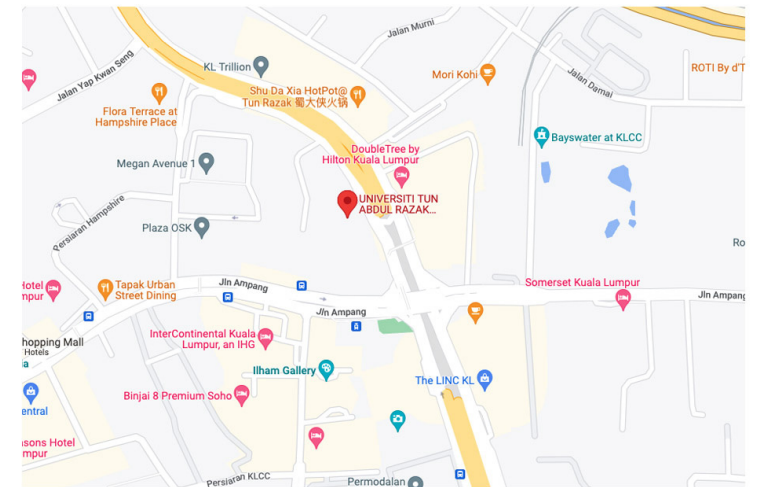 Jalan Murni
KL Trillion
Jalan Yap Kwan Seng
Mori Kohi
Jalan Damai
ROTI By d'T
Shu Da Xia HotPot@
Tun Razak 蜀大侠火锅
Flora Terrace at
Hampshire Place
Bayswater at KLCC
DoubleTree by
Hilton Kuala Lumpur
Megan Avenue 1
UNIVERSITI TUN
ABDUL RAZAK...
Persiaran Hampshire
Plaza OSK
Ro
Hotel
mpur
Tapak Urban
Street Dining
Jln Ampang
Somerset Kuala Lumpur
Jln Ampang
Jln Ampang
hopping Mall
Hotels
ia
InterContinental Kuala
Lumpur, an IHG
Ilham Gallery
The LINC KL
Binjai 8 Premium Soho
entral
asons Hotel
mpur
Persiaran KLCC
Permodalan